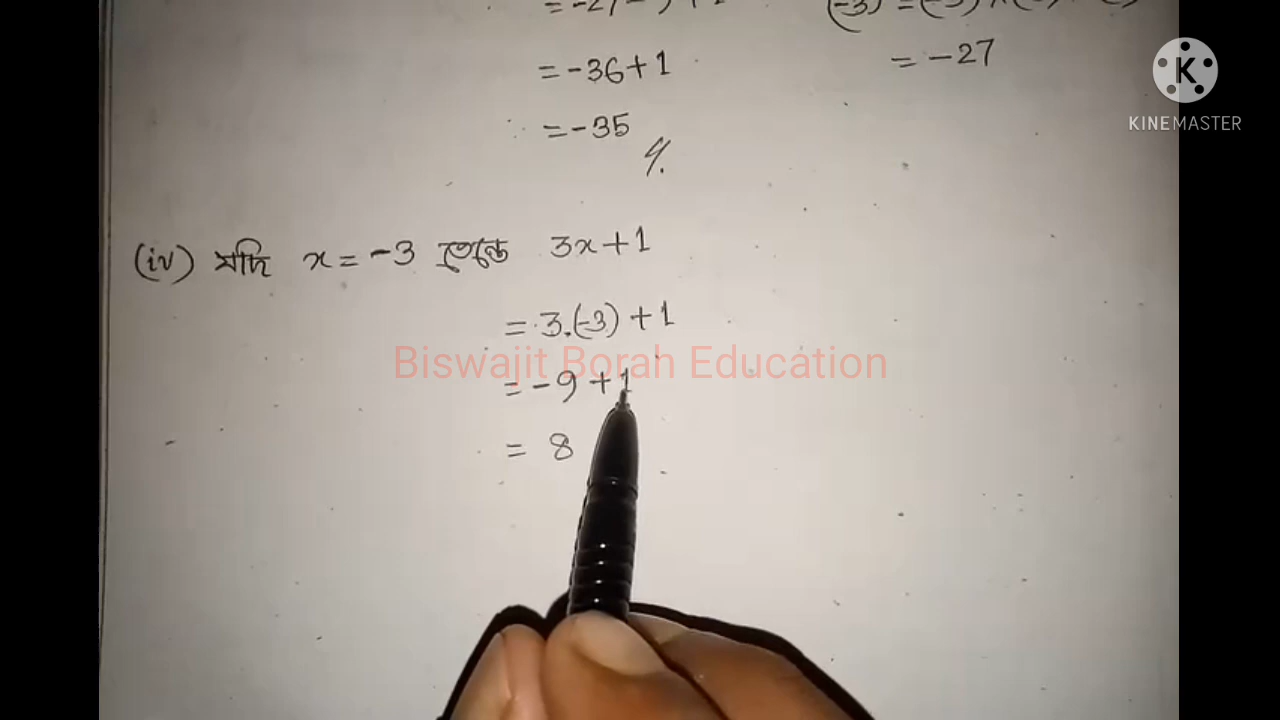 = -36+1
= -27
K
KINEMASTER
= -35
(iv) যদি x = -3 তেন্তে 3x+1
= 3.(-3) + 1
Biswajit Borah Education
= -9 +1
= 8